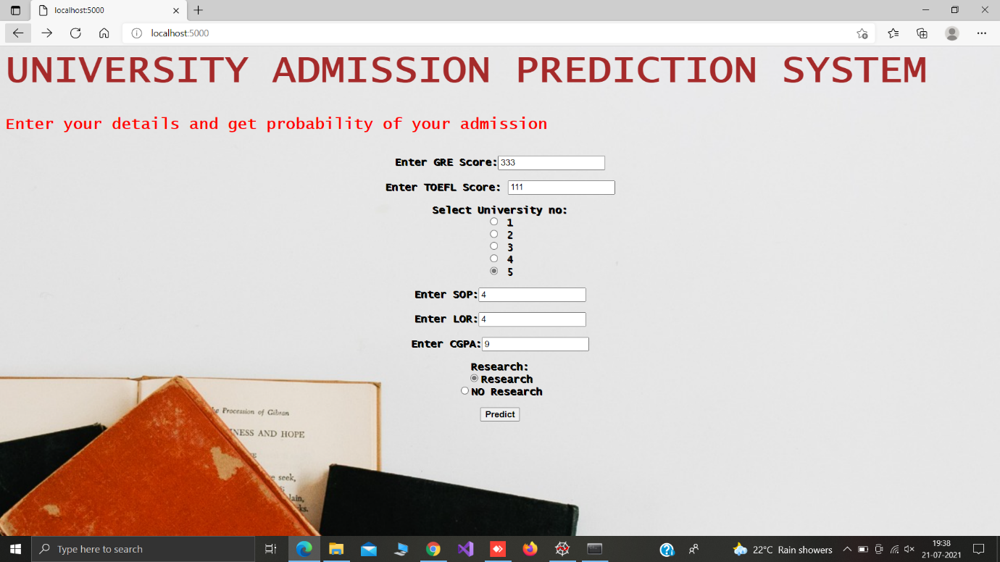 localhost:5000
localhost:5000
UNIVERSITY ADMISSION PREDICTION SYSTEM
Enter your details and get probability of your admission
Enter GRE Score: 333
Enter TOEFL Score: 111
Select University no:
1
2
3
4
5
Enter SOP: 4
Enter LOR: 4
Enter CGPA: 9
Research:
Research
NO Research
Predict
Procession of Gibran
AND HOPE
seek,
Type here to search
22°C Rain showers
19:38
21-07-2021